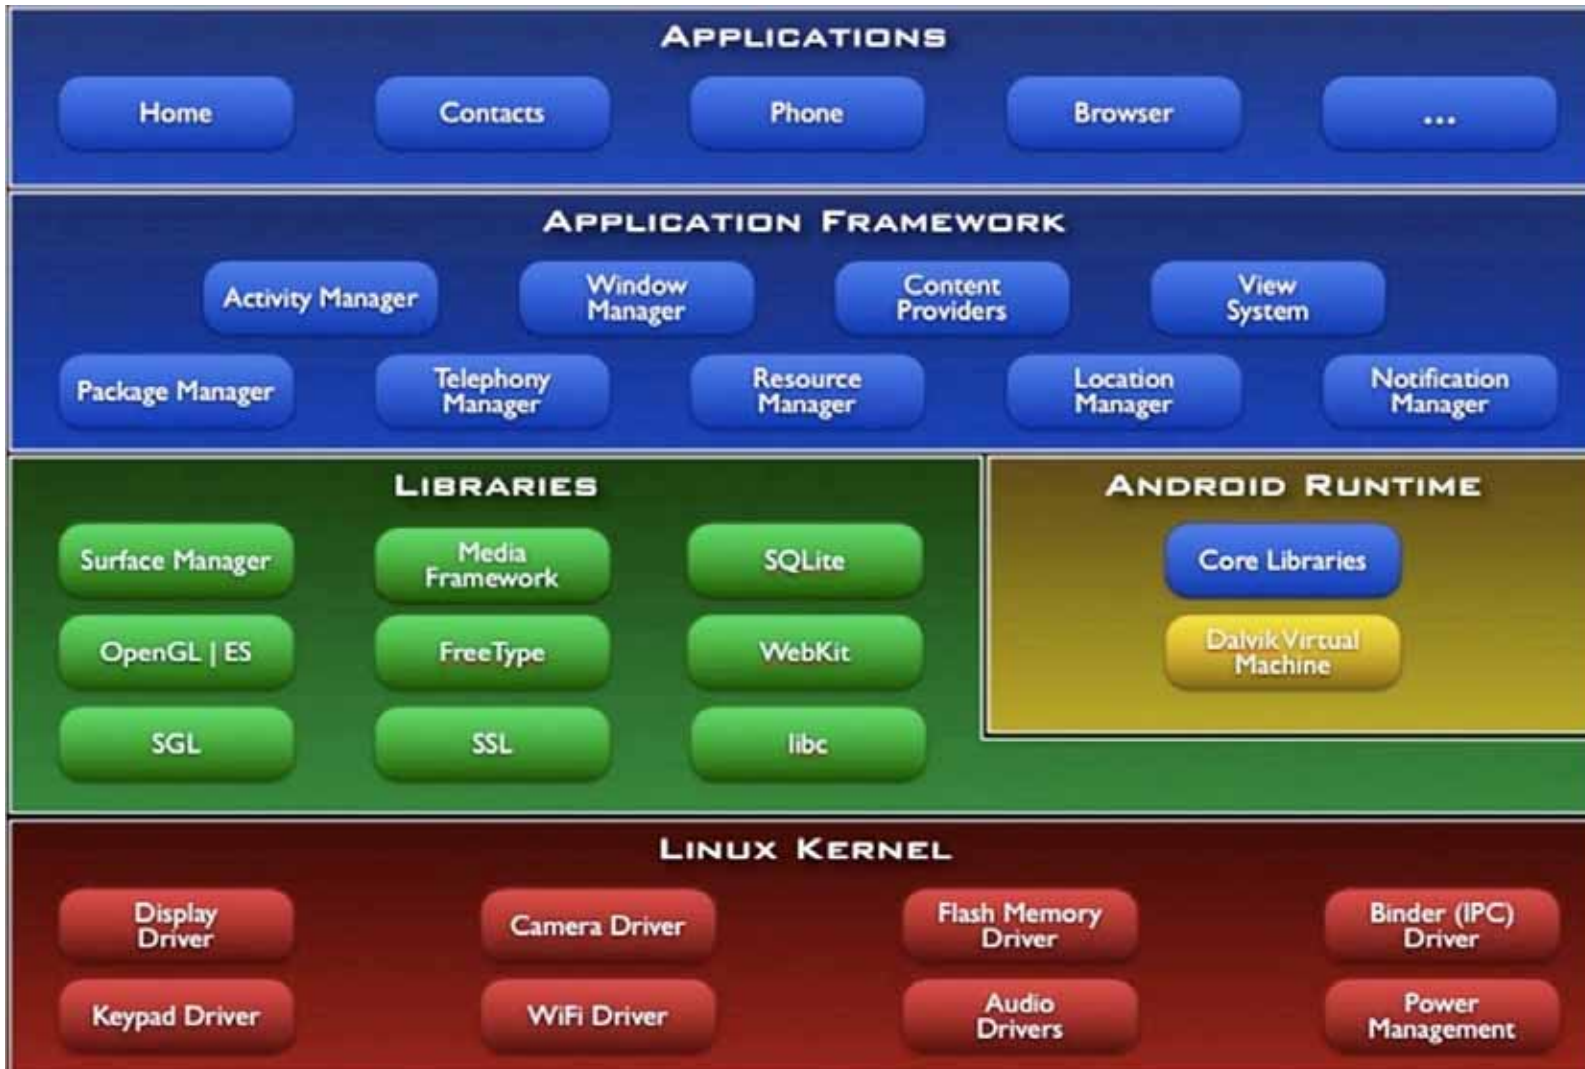 APPLICATIONS
Home
Contacts
Phone
Browser
...
APPLICATION FRAMEWORK
Activity Manager
Window
Manager
Content
Providers
View
System
Package Manager
Telephony
Manager
Resource
Manager
Location
Manager
Notification
Manager
LIBRARIES
Surface Manager
Media
Framework
SQLite
OpenGL | ES
FreeType
WebKit
SGL
SSL
libc
ANDROID RUNTIME
Core Libraries
Dalvik Virtual
Machine
LINUX KERNEL
Display
Driver
Camera Driver
Flash Memory
Driver
Binder (IPC)
Driver
Keypad Driver
WiFi Driver
Audio
Drivers
Power
Management